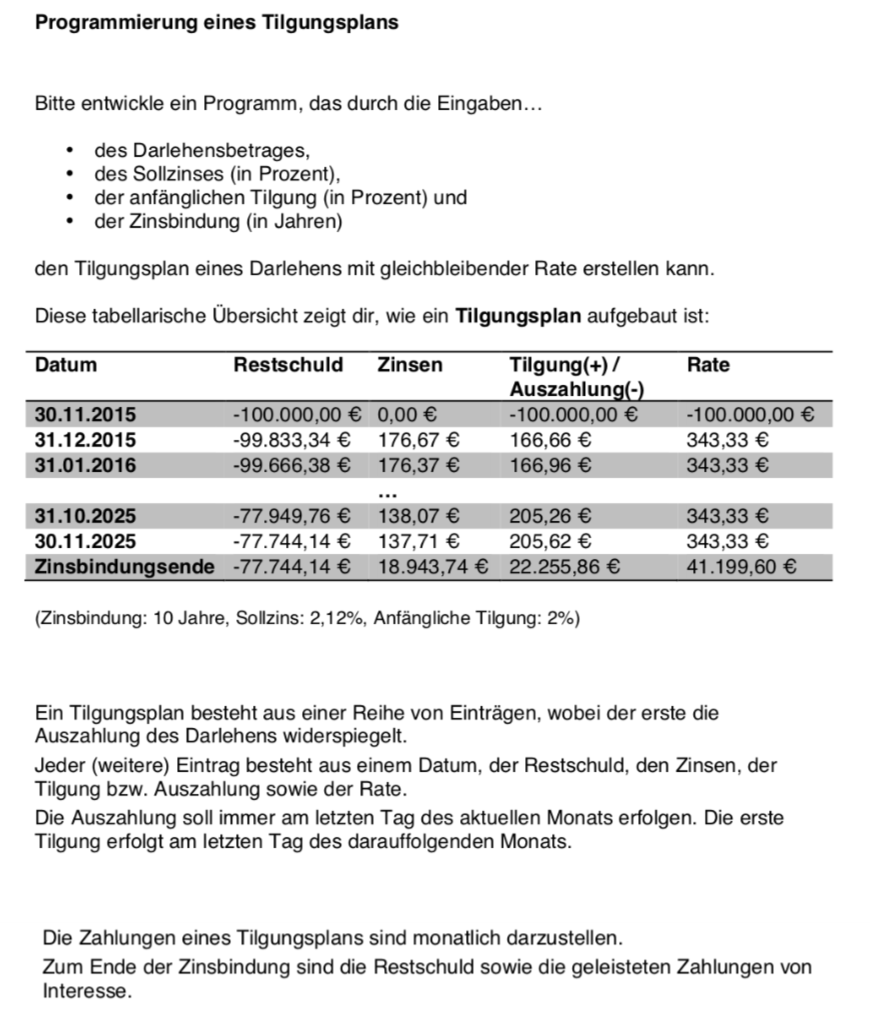 Programmierung eines Tilgungsplans
Bitte entwickle ein Programm, das durch die Eingaben…
• des Darlehensbetrages,
• des Sollzinses (in Prozent),
• der anfänglichen Tilgung (in Prozent) und
• der Zinsbindung (in Jahren)
den Tilgungsplan eines Darlehens mit gleichbleibender Rate erstellen kann.
Diese tabellarische Übersicht zeigt dir, wie ein Tilgungsplan aufgebaut ist:
Datum Restschuld Zinsen Tilgung(+) / Rate
Auszahlung(-)
30.11.2015 -100.000,00 € 0,00 € -100.000,00 € -100.000,00 €
31.12.2015 -99.833,34 € 176,67 € 166,66 € 343,33 €
31.01.2016 -99.666,38 € 176,37 € 166,96 € 343,33 €
...
31.10.2025 -77.949,76 € 138,07 € 205,26 € 343,33 €
30.11.2025 -77.744,14 € 137,71 € 205,62 € 343,33 €
Zinsbindungsende -77.744,14 € 18.943,74 € 22.255,86 € 41.199,60 €
(Zinsbindung: 10 Jahre, Sollzins: 2,12%, Anfängliche Tilgung: 2%)
Ein Tilgungsplan besteht aus einer Reihe von Einträgen, wobei der erste die
Auszahlung des Darlehens widerspiegelt.
Jeder (weitere) Eintrag besteht aus einem Datum, der Restschuld, den Zinsen, der
Tilgung bzw. Auszahlung sowie der Rate.
Die Auszahlung soll immer am letzten Tag des aktuellen Monats erfolgen. Die erste
Tilgung erfolgt am letzten Tag des darauffolgenden Monats.
Die Zahlungen eines Tilgungsplans sind monatlich darzustellen.
Zum Ende der Zinsbindung sind die Restschuld sowie die geleisteten Zahlungen von
Interesse.